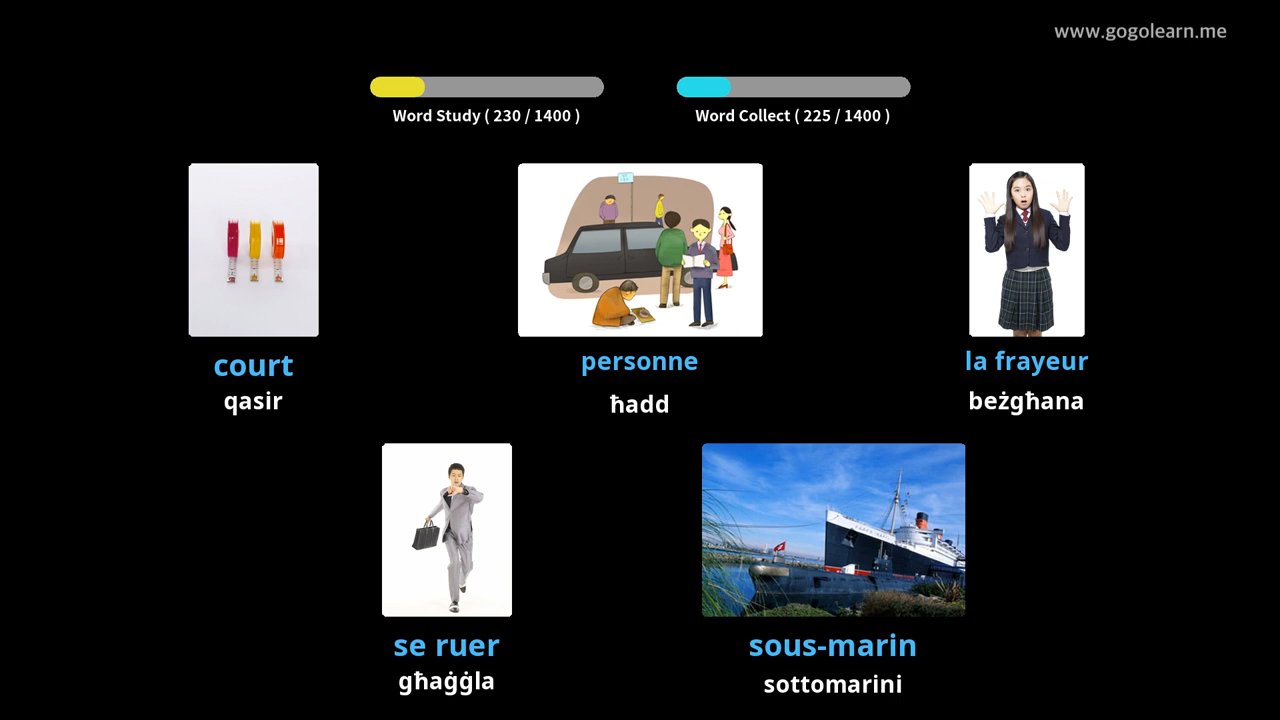 www.gogolearn.me
Word Study ( 230 / 1400 )
Word Collect ( 225 / 1400 )
court
qasir
personne
ħadd
la frayeur
beżgħana
se ruer
għaġġla
sous-marin
sottomarini